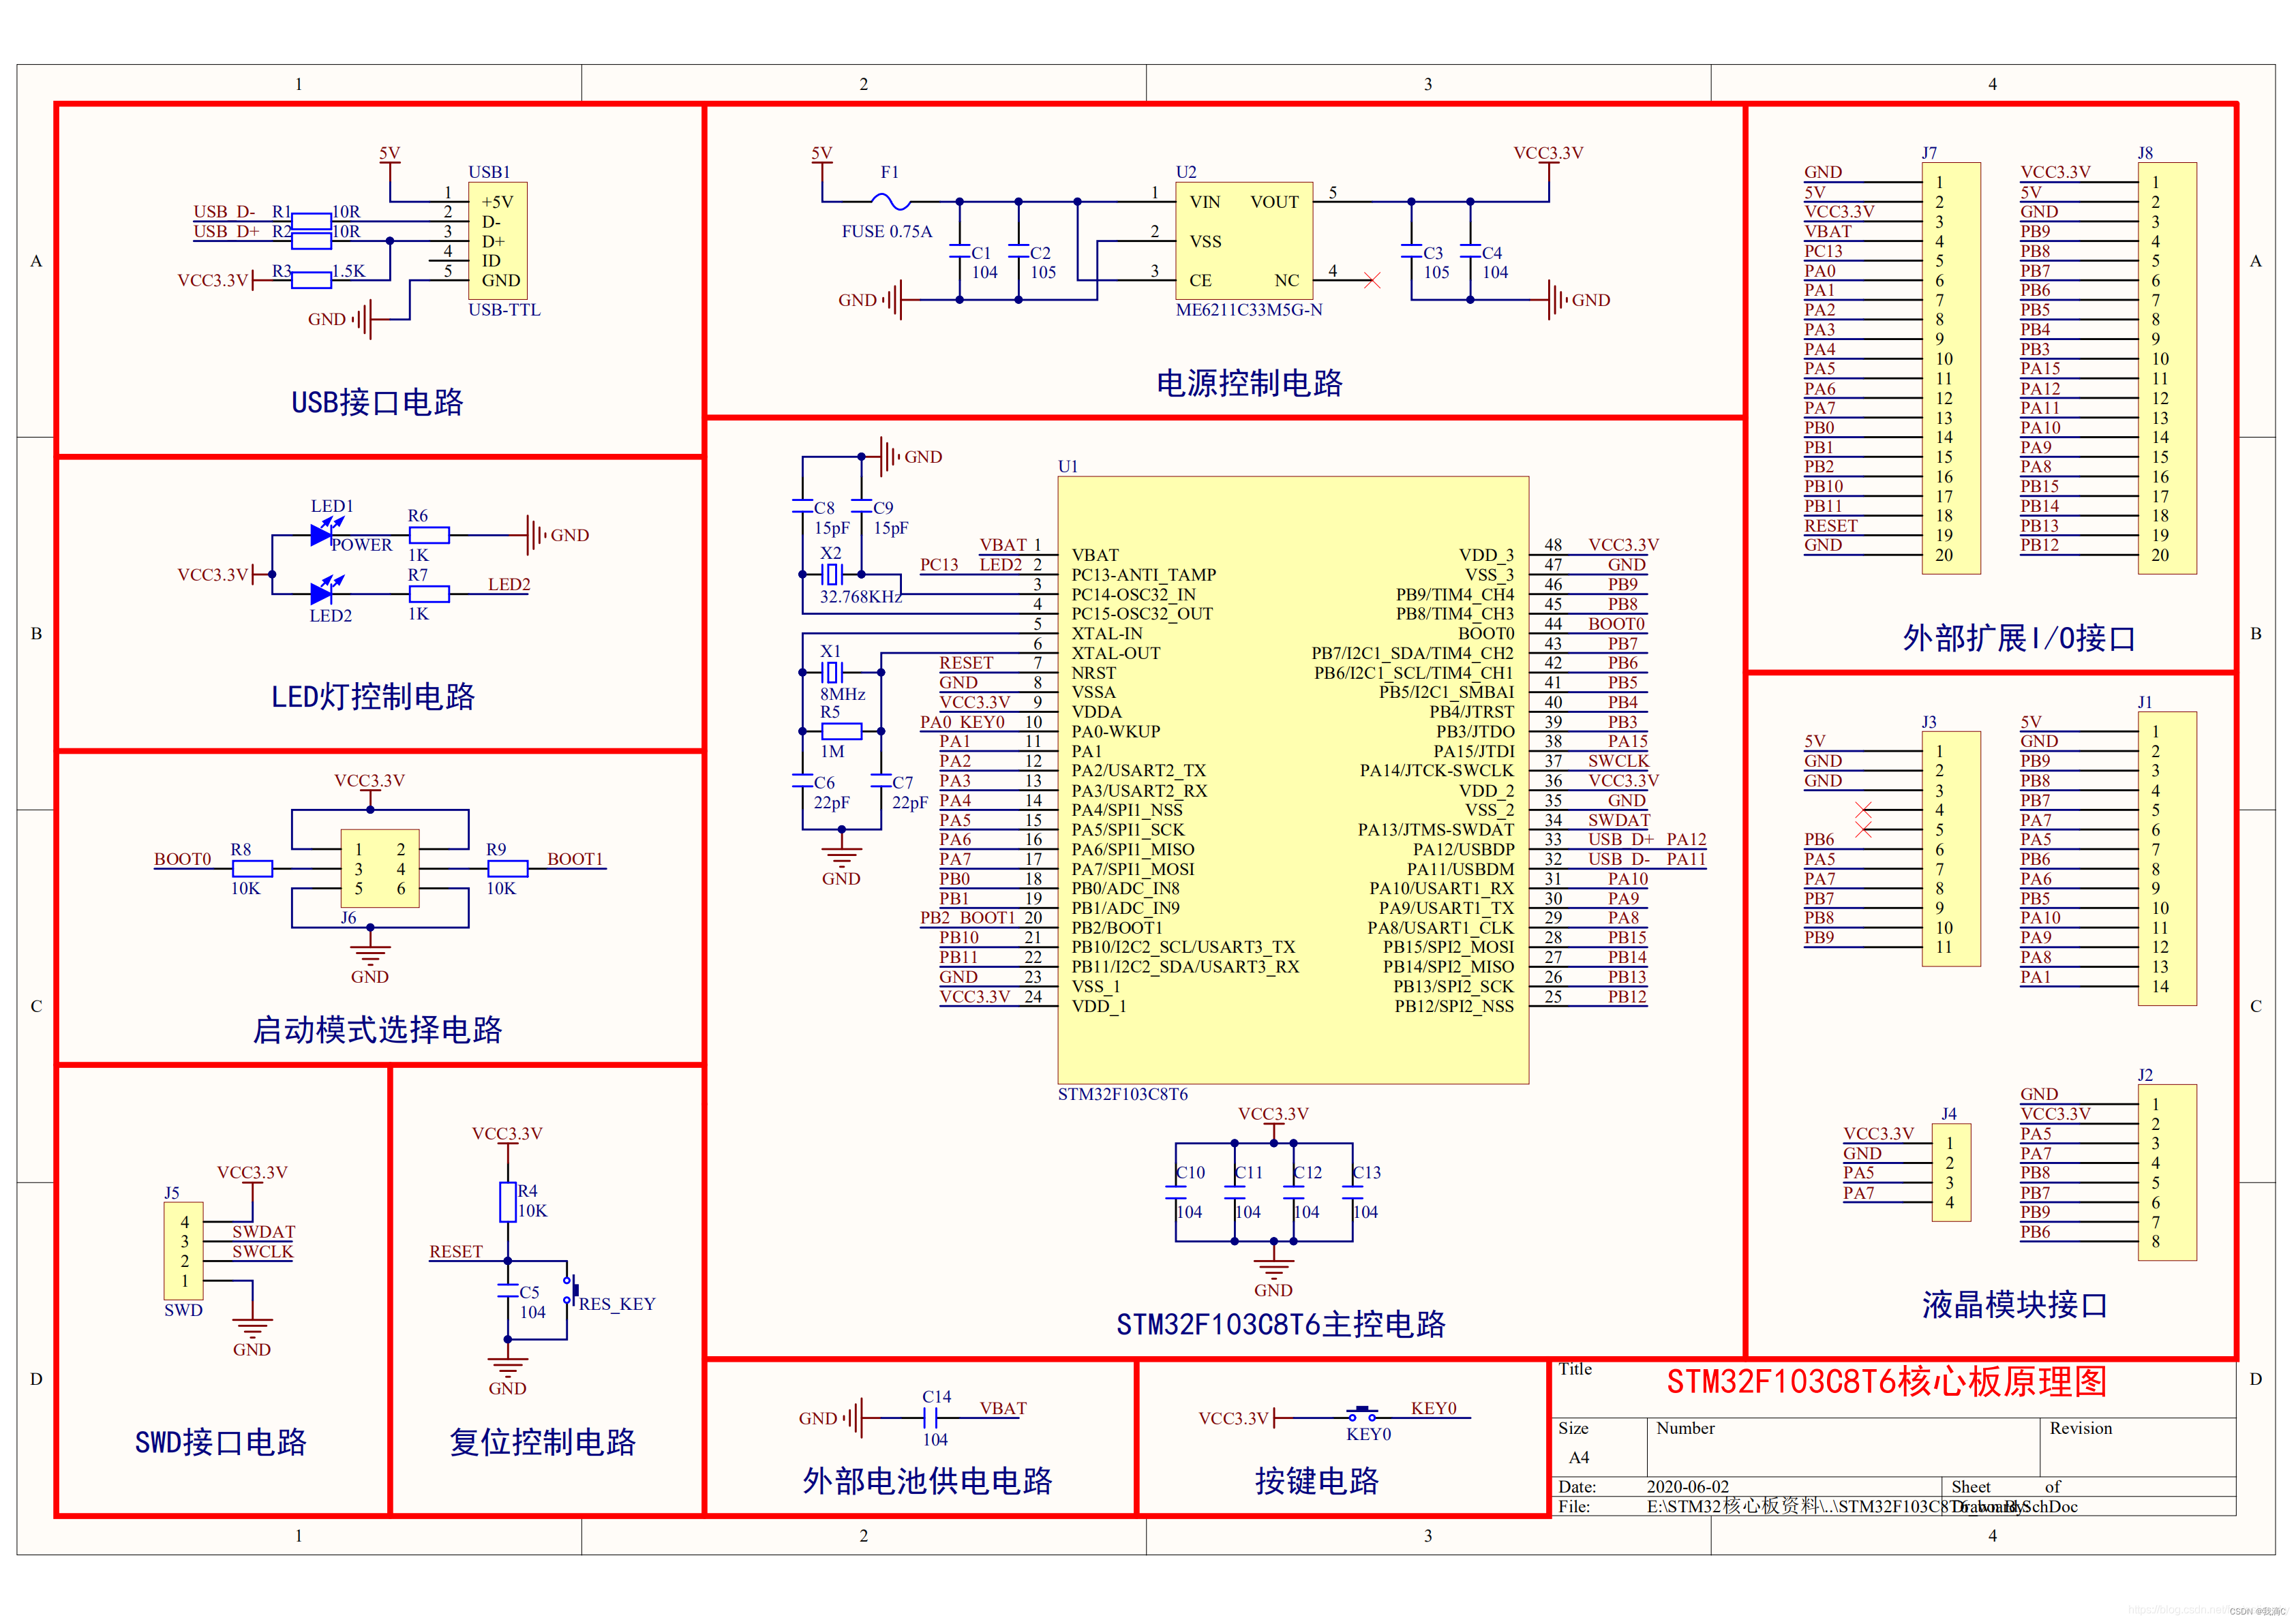 1
2
3
4
A
B
C
D
5V
USB1
USB D-
R1
10R
1
+5V
2
D-
USB D+
R2
10R
3
D+
4
ID
VCC3.3V
R3
1.5K
5
GND
GND
USB-TTL
USB接口电路
LED1
POWER
R6
1K
GND
VCC3.3V
LED2
R7
1K
LED2
LED灯控制电路
VCC3.3V
BOOT0
R8
10K
1 2
3 4
5 6
R9
10K
BOOT1
J6
GND
启动模式选择电路
VCC3.3V
J5
4
3 SWDAT
2 SWCLK
1
SWD
GND
SWD接口电路
VCC3.3V
R4
10K
RESET
C5
104
RES_KEY
GND
复位控制电路
5V
F1
FUSE 0.75A
C1
104
C2
105
GND
U2
1 VIN
2 VSS
3 CE
VOUT 5
NC 4
ME6211C33M5G-N
VCC3.3V
C3
105
C4
104
GND
电源控制电路
GND
C8
15pF
C9
15pF
X2
32.768KHz
X1
8MHz
R5
1M
C6
22pF
C7
22pF
GND
U1
VBAT 1 VBAT
PC13 LED2 2 PC13-ANTI_TAMP
3 PC14-OSC32_IN
4 PC15-OSC32_OUT
5 XTAL-IN
6 XTAL-OUT
RESET 7 NRST
GND 8 VSSA
VCC3.3V 9 VDDA
PA0 KEY0 10 PA0-WKUP
PA1 11 PA1
PA2 12 PA2/USART2_TX
PA3 13 PA3/USART2_RX
PA4 14 PA4/SPI1_NSS
PA5 15 PA5/SPI1_SCK
PA6 16 PA6/SPI1_MISO
PA7 17 PA7/SPI1_MOSI
PB0 18 PB0/ADC_IN8
PB1 19 PB1/ADC_IN9
PB2 BOOT1 20 PB2/BOOT1
PB10 21 PB10/I2C2_SCL/USART3_TX
PB11 22 PB11/I2C2_SDA/USART3_RX
GND 23 VSS_1
VCC3.3V 24 VDD_1
VDD_3 48 VCC3.3V
VSS_3 47 GND
PB9/TIM4_CH4 46 PB9
PB8/TIM4_CH3 45 PB8
BOOT0 44 BOOT0
PB7/I2C1_SDA/TIM4_CH2 43 PB7
PB6/I2C1_SCL/TIM4_CH1 42 PB6
PB5/I2C1_SMBAI 41 PB5
PB4/JTRST 40 PB4
PB3/JTDO 39 PB3
PA15/JTDI 38 PA15
PA14/JTCK-SWCLK 37 SWCLK
VDD_2 36 VCC3.3V
VSS_2 35 GND
PA13/JTMS-SWDAT 34 SWDAT
PA12/USBDP 33 USB D+ PA12
PA11/USBDM 32 USB D- PA11
PA10/USART1_RX 31 PA10
PA9/USART1_TX 30 PA9
PA8/USART1_CLK 29 PA8
PB15/SPI2_MOSI 28 PB15
PB14/SPI2_MISO 27 PB14
PB13/SPI2_SCK 26 PB13
PB12/SPI2_NSS 25 PB12
STM32F103C8T6
VCC3.3V
C10 C11 C12 C13
104 104 104 104
GND
STM32F103C8T6主控电路
GND
C14
104
VBAT
外部电池供电电路
VCC3.3V
KEY0
KEY0
按键电路
J7
GND 1
5V 2
VCC3.3V 3
VBAT 4
PC13 5
PA0 6
PA1 7
PA2 8
PA3 9
PA4 10
PA5 11
PA6 12
PA7 13
PB0 14
PB1 15
PB2 16
PB10 17
PB11 18
RESET 19
GND 20
J8
VCC3.3V 1
5V 2
GND 3
PB9 4
PB8 5
PB7 6
PB6 7
PB5 8
PB4 9
PB3 10
PA15 11
PA12 12
PA11 13
PA10 14
PA9 15
PA8 16
PB15 17
PB14 18
PB13 19
PB12 20
外部扩展I/O接口
J3
5V 1
GND 2
GND 3
4
5
PB6 6
PA5 7
PA7 8
PB7 9
PB8 10
PB9 11
J1
5V 1
GND 2
PB9 3
PB8 4
PB7 5
PA7 6
PA5 7
PB6 8
PA6 9
PB5 10
PA10 11
PA9 12
PA8 13
PA1 14
J4
VCC3.3V 1
GND 2
PA5 3
PA7 4
J2
GND 1
VCC3.3V 2
PA5 3
PA7 4
PB8 5
PB7 6
PB9 7
PB6 8
液晶模块接口
Title
STM32F103C8T6核心板原理图
Size
A4
Number
Revision
Date: 2020-06-02
Sheet of
File: E:\STM32核心板资料\..\STM32F103C8T6_board.SchDoc
Drawn By:
A
B
C
D
1
2
3
4
CSDN @我滴C